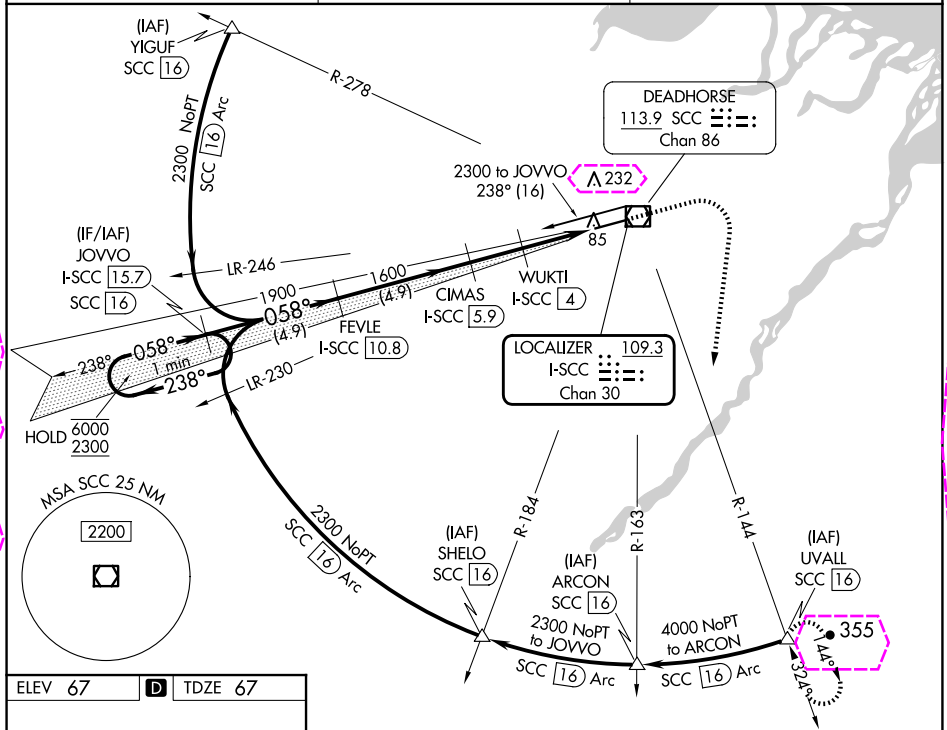 (IAF)
YIGUF
SCC 16
R-278
2300 NoPT
SCC 16 Arc
DEADHORSE
113.9 SCC
Chan 86
2300 to JOVVO
238° (16)
232
85
(IF/IAF)
JOVVO
I-SCC 15.7
SCC 16
LR-246
1900
058°
(4.9)
1600
(4.9)
CIMAS
I-SCC 5.9
WUKTI
I-SCC 4
FEVLE
I-SCC 10.8
238°
058°
1 min
238°
LR-230
LOCALIZER 109.3
I-SCC
Chan 30
HOLD 6000
2300
MSA SCC 25 NM
2200
2300 NoPT
SCC 16 Arc
R-184
R-163
R-144
(IAF)
SHELO
SCC 16
(IAF)
ARCON
SCC 16
(IAF)
UVALL
SCC 16
2300 NoPT
to JOVVO
SCC 16 Arc
4000 NoPT
to ARCON
SCC 16 Arc
355
144°
324°
ELEV 67 D TDZE 67